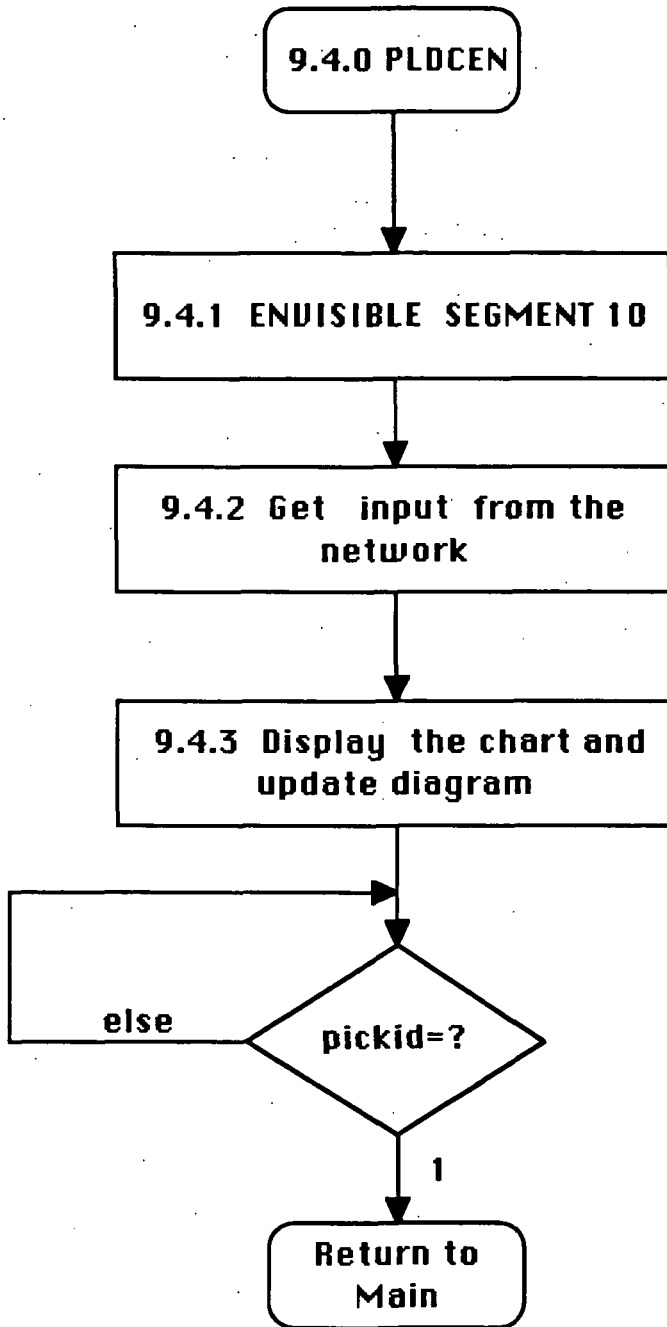 9.4.0 PLDCEN
9.4.1 ENVISIBLE SEGMENT 10
9.4.2 Get input from the
network
9.4.3 Display the chart and
update diagram
else
pickid=?
1
Return to
Main